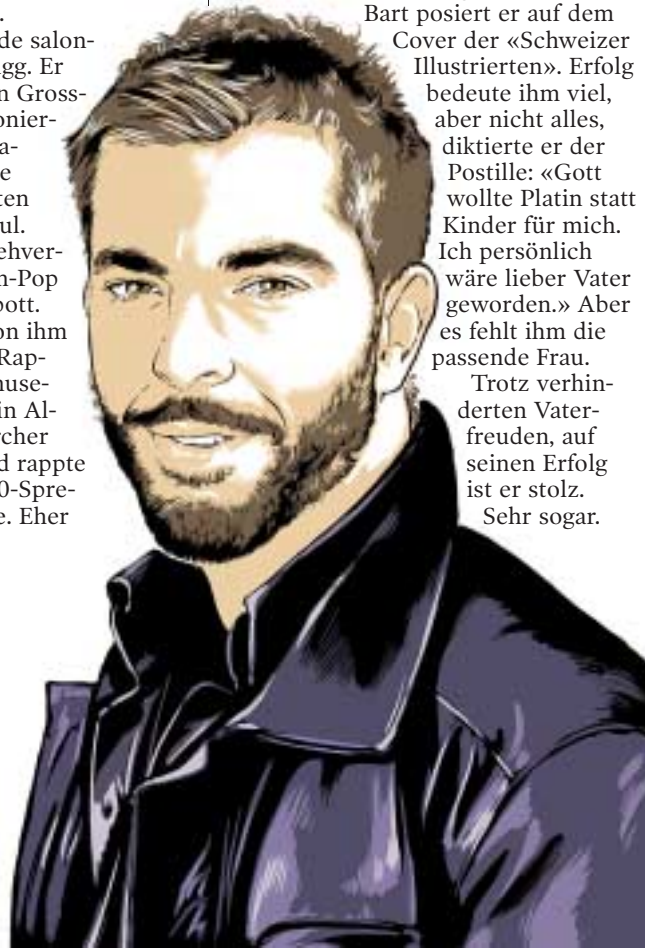 .
de salon-
gg. Er
n Gross-
onier-
a-
e
ten
ul.
ehver-
n-Pop
pott.
on ihm
Rap-
nuse-
in Al-
rcher
d rappte
0-Spre-
e. Eher
Bart posiert er auf dem
Cover der «Schweizer
Illustrierten». Erfolg
bedeute ihm viel,
aber nicht alles,
diktierte er der
Postille: «Gott
wollte Platin statt
Kinder für mich.
Ich persönlich
wäre lieber Vater
geworden.» Aber
es fehlt ihm die
passende Frau.
Trotz verhin-
derten Vater-
freuden, auf
seinen Erfolg
ist er stolz.
Sehr sogar.